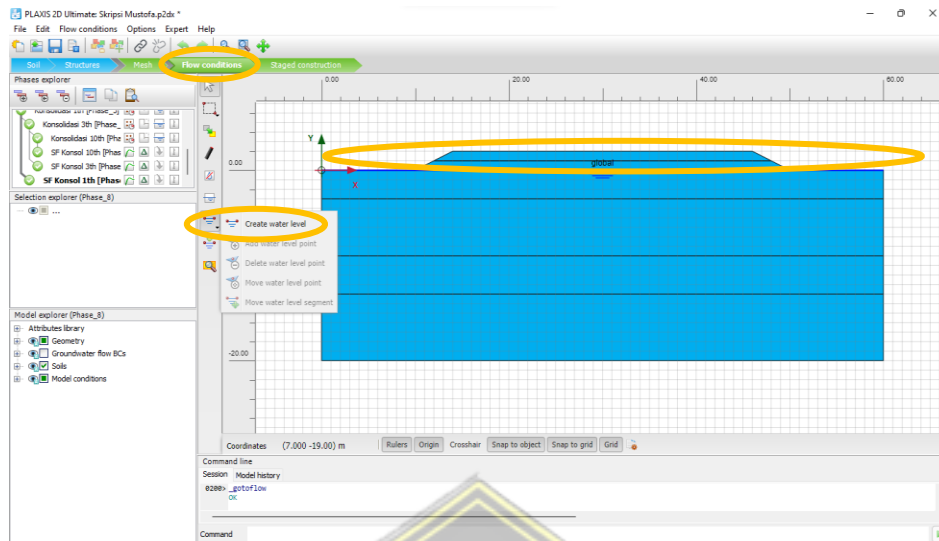 PLAXIS 2D Ultimate: Skripsi Mustofa.p2dx *
File Edit Flow conditions Options Expert Help
Soil Structures Mesh Flow conditions Staged construction
Phases explorer
Konsolidasi 1th [Phase_5]
Konsolidasi 3th [Phase_
Konsolidasi 10th [Pha
SF Konsol 10th [Phas
SF Konsol 3th [Phase
SF Konsol 1th [Phas
Selection explorer (Phase_8)
...
Model explorer (Phase_8)
Attributes library
Geometry
Groundwater flow BCs
Soils
Model conditions
0.00 20.00 40.00 60.00
Y
0.00
global
x
Create water level
Add water level point
Delete water level point
Move water level point
Move water level segment
-20.00
Coordinates (7.000 -19.00) m Rulers Origin Crosshair Snap to object Snap to grid Grid
Command line
Session Model history
0200> _gotoflow
OK
Command